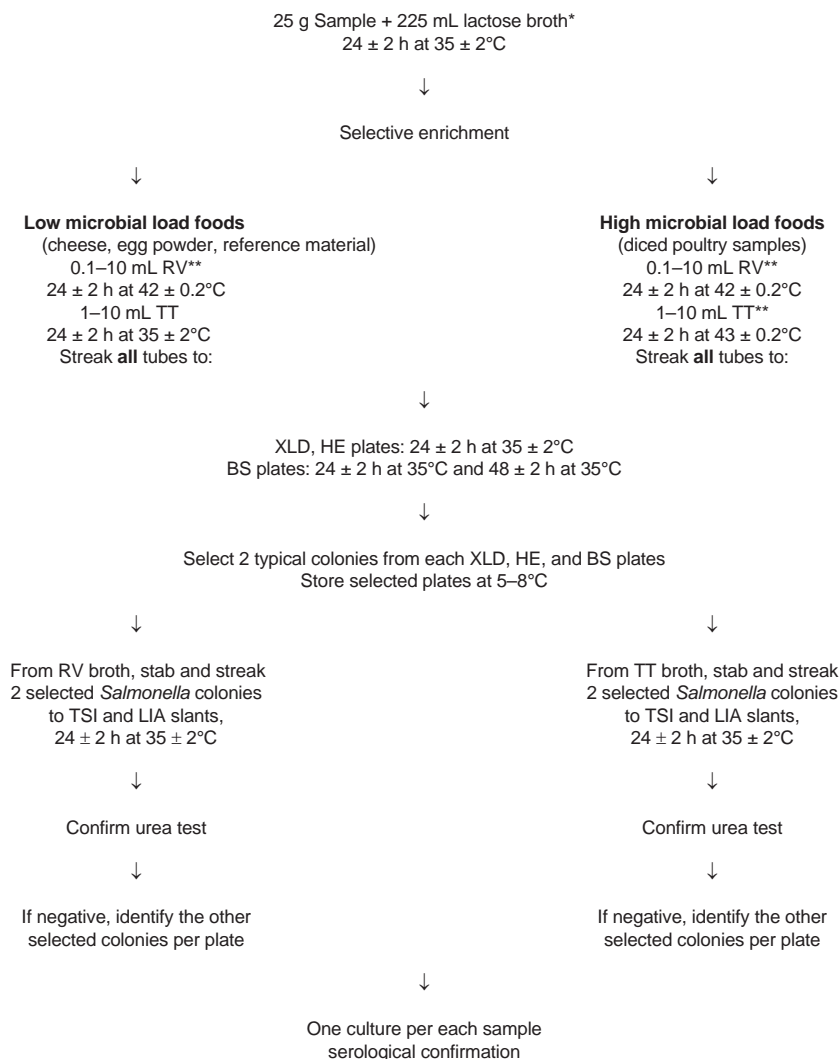 25 g Sample + 225 mL lactose broth*
24 ± 2 h at 35 ± 2°C
↓
Selective enrichment
↓
Low microbial load foods
(cheese, egg powder, reference material)
0.1–10 mL RV**
24 ± 2 h at 42 ± 0.2°C
1–10 mL TT
24 ± 2 h at 35 ± 2°C
Streak all tubes to:
↓
High microbial load foods
(diced poultry samples)
0.1–10 mL RV**
24 ± 2 h at 42 ± 0.2°C
1–10 mL TT**
24 ± 2 h at 43 ± 0.2°C
Streak all tubes to:
↓
XLD, HE plates: 24 ± 2 h at 35 ± 2°C
BS plates: 24 ± 2 h at 35°C and 48 ± 2 h at 35°C
↓
Select 2 typical colonies from each XLD, HE, and BS plates
Store selected plates at 5–8°C
↓
From RV broth, stab and streak
2 selected Salmonella colonies
to TSI and LIA slants,
24 ± 2 h at 35 ± 2°C
↓
Confirm urea test
↓
If negative, identify the other
selected colonies per plate
↓
From TT broth, stab and streak
2 selected Salmonella colonies
to TSI and LIA slants,
24 ± 2 h at 35 ± 2°C
↓
Confirm urea test
↓
If negative, identify the other
selected colonies per plate
↓
One culture per each sample
serological confirmation